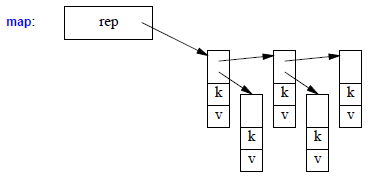 map: rep
k k k
v v v
k k
v v